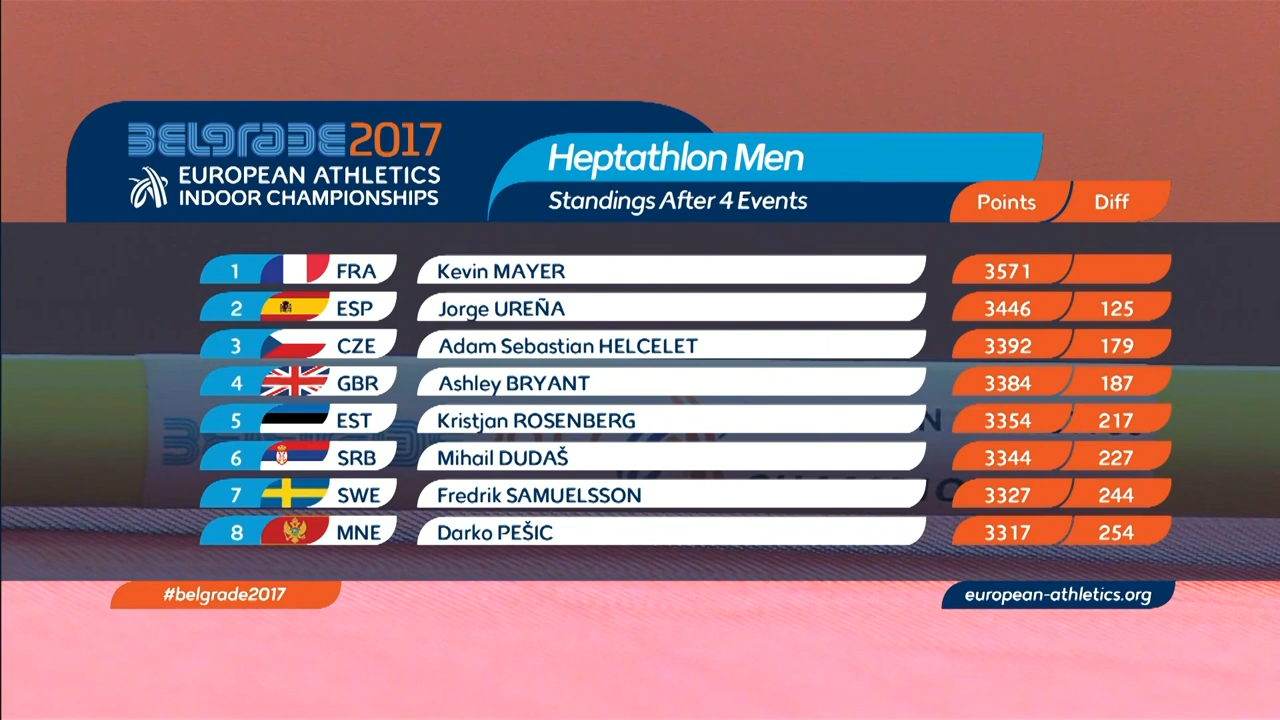 BELGRADE 2017
EUROPEAN ATHLETICS
INDOOR CHAMPIONSHIPS
Heptathlon Men
Standings After 4 Events
Points Diff
1 FRA Kevin MAYER 3571
2 ESP Jorge UREÑA 3446 125
3 CZE Adam Sebastian HELCELET 3392 179
4 GBR Ashley BRYANT 3384 187
5 EST Kristjan ROSENBERG 3354 217
6 SRB Mihail DUDAŠ 3344 227
7 SWE Fredrik SAMUELSSON 3327 244
8 MNE Darko PEŠIC 3317 254
#belgrade2017
european-athletics.org